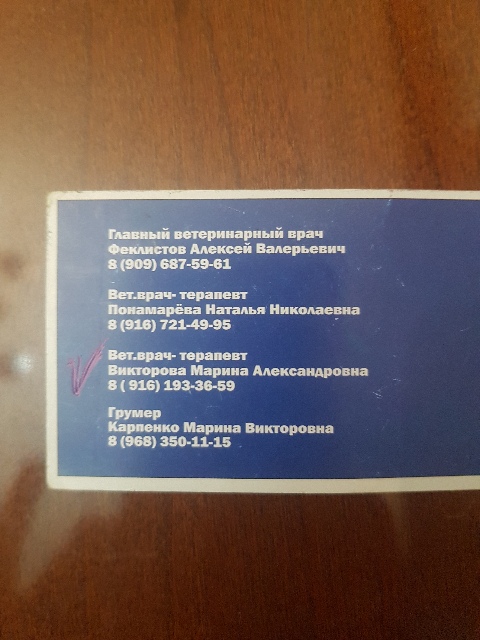 Главный ветеринарный врач
Феклистов Алексей Валерьевич
8 (909) 687-59-61
Вет.врач- терапевт
Понамарёва Наталья Николаевна
8 (916) 721-49-95
Вет.врач- терапевт
Викторова Марина Александровна
8 ( 916) 193-36-59
Грумер
Карпенко Марина Викторовна
8 (968) 350-11-15